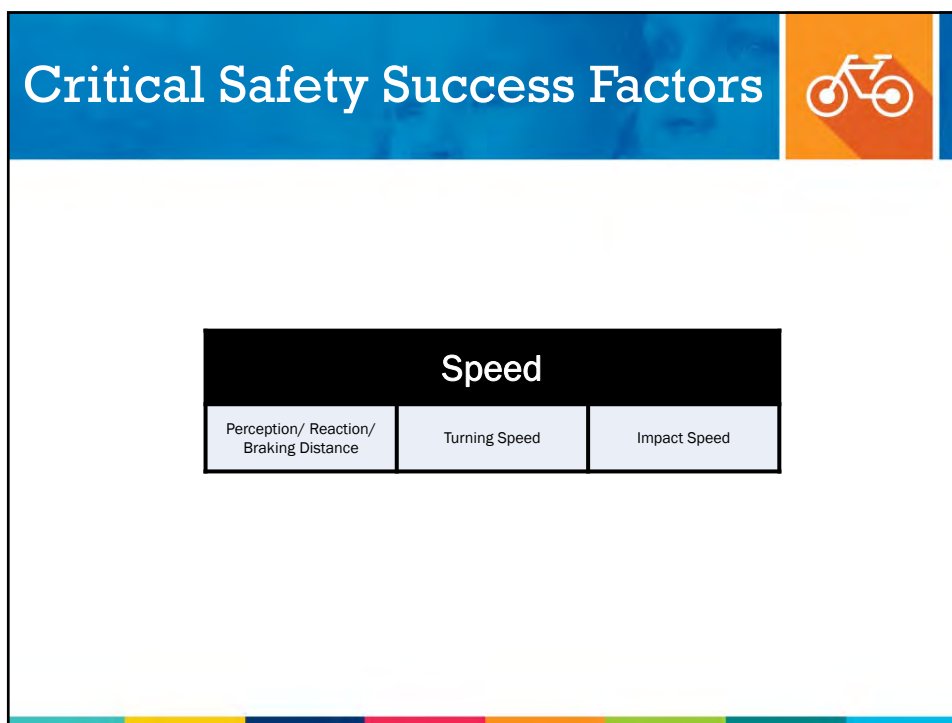 Critical Safety Success Factors
Speed
Perception/ Reaction/
Braking Distance
Turning Speed
Impact Speed